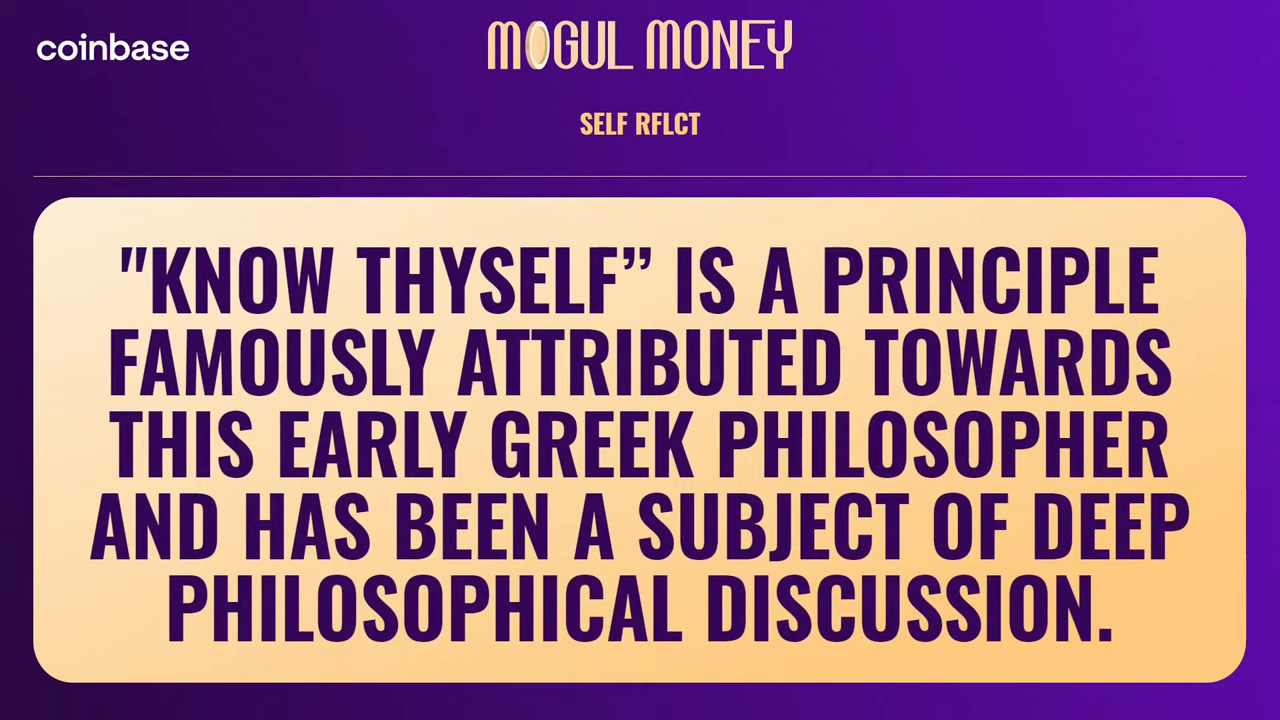 coinbase
MOGUL MONEY
SELF RFLCT
"KNOW THYSELF” IS A PRINCIPLE
FAMOUSLY ATTRIBUTED TOWARDS
THIS EARLY GREEK PHILOSOPHER
AND HAS BEEN A SUBJECT OF DEEP
PHILOSOPHICAL DISCUSSION.